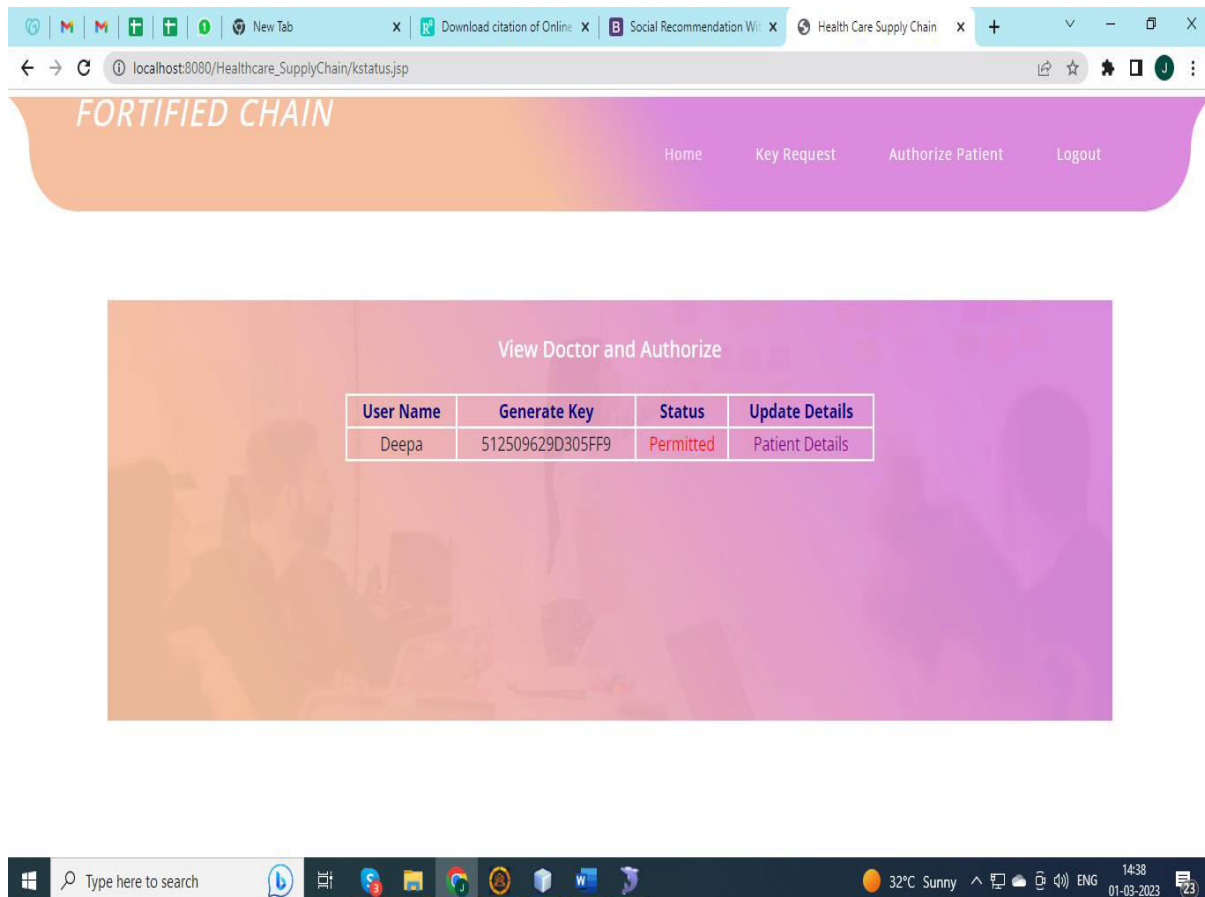 New Tab
Download citation of Online
Social Recommendation Wit
Health Care Supply Chain
localhost:8080/Healthcare_SupplyChain/kstatus.jsp
FORTIFIED CHAIN
Home Key Request Authorize Patient Logout
View Doctor and Authorize
User Name Generate Key Status Update Details
Deepa 512509629D305FF9 Permitted Patient Details
Type here to search
32°C Sunny ENG 14:38
01-03-2023 23